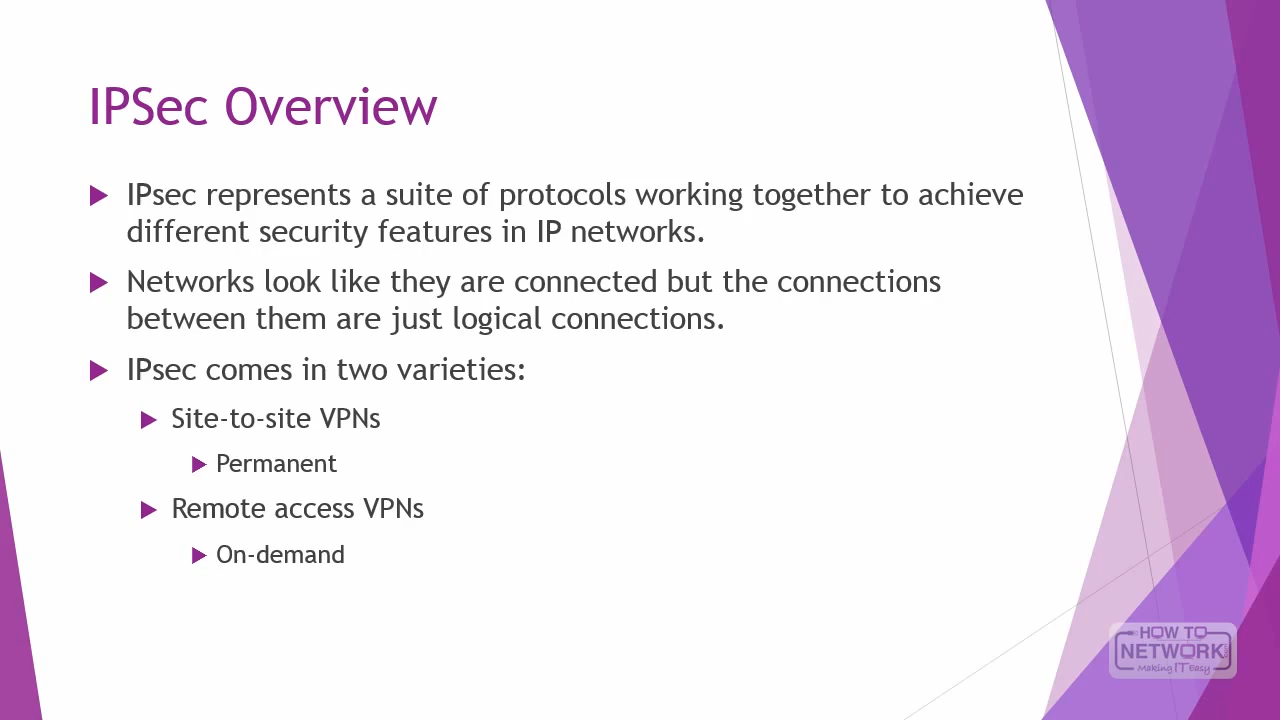 IPSec Overview
IPsec represents a suite of protocols working together to achieve
different security features in IP networks.
Networks look like they are connected but the connections
between them are just logical connections.
IPsec comes in two varieties:
Site-to-site VPNs
Permanent
Remote access VPNs
On-demand
HOW TO
NETWORK
Making IT Easy